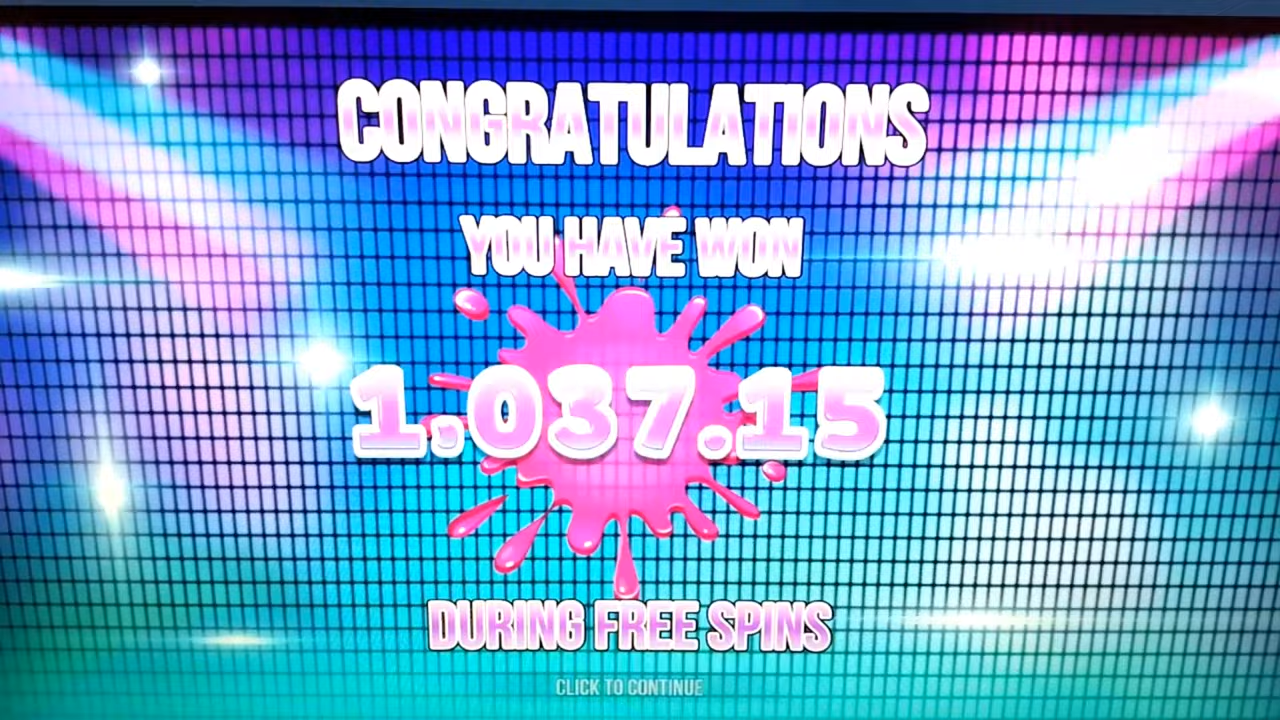 CONGRATULATIONS
YOU HAVE WON
1.037.15
DURING FREE SPINS
CLICK TO CONTINUE